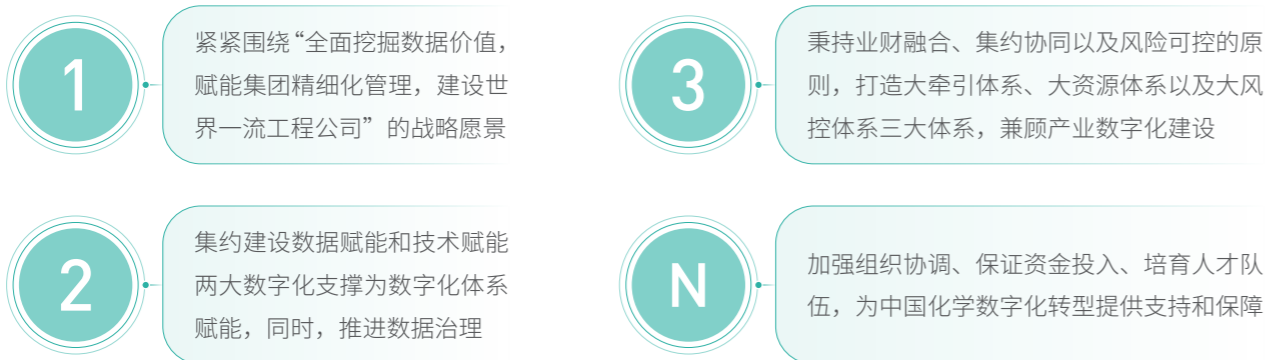 1
紧紧围绕“全面挖掘数据价值，
赋能集团精细化管理，建设世
界一流工程公司”的战略愿景
2
集约建设数据赋能和技术赋能
两大数字化支撑为数字化体系
赋能，同时，推进数据治理
3
秉持业财融合、集约协同以及风险可控的原
则，打造大牵引体系、大资源体系以及大风
控体系三大体系，兼顾产业数字化建设
N
加强组织协调、保证资金投入、培育人才队
伍，为中国化学数字化转型提供支持和保障